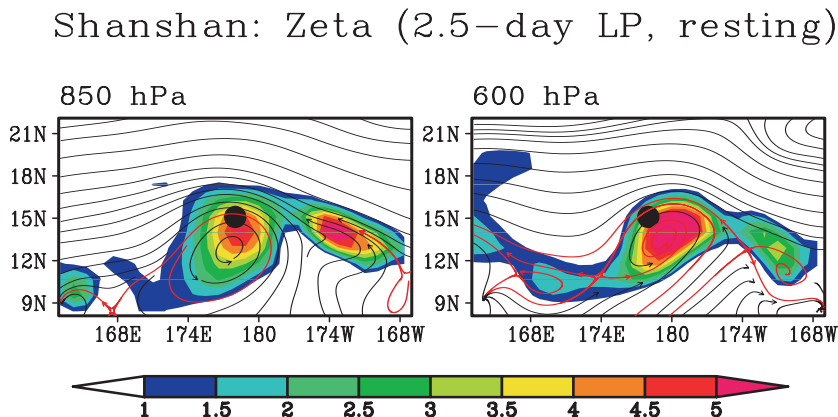 Shanshan: Zeta (2.5-day LP, resting)
850 hPa 600 hPa
21N 21N
18N 18N
15N 15N
12N 12N
9N 9N
168E 174E 180 174W 168W 168E 174E 180 174W 168W
1 1.5 2 2.5 3 3.5 4 4.5 5